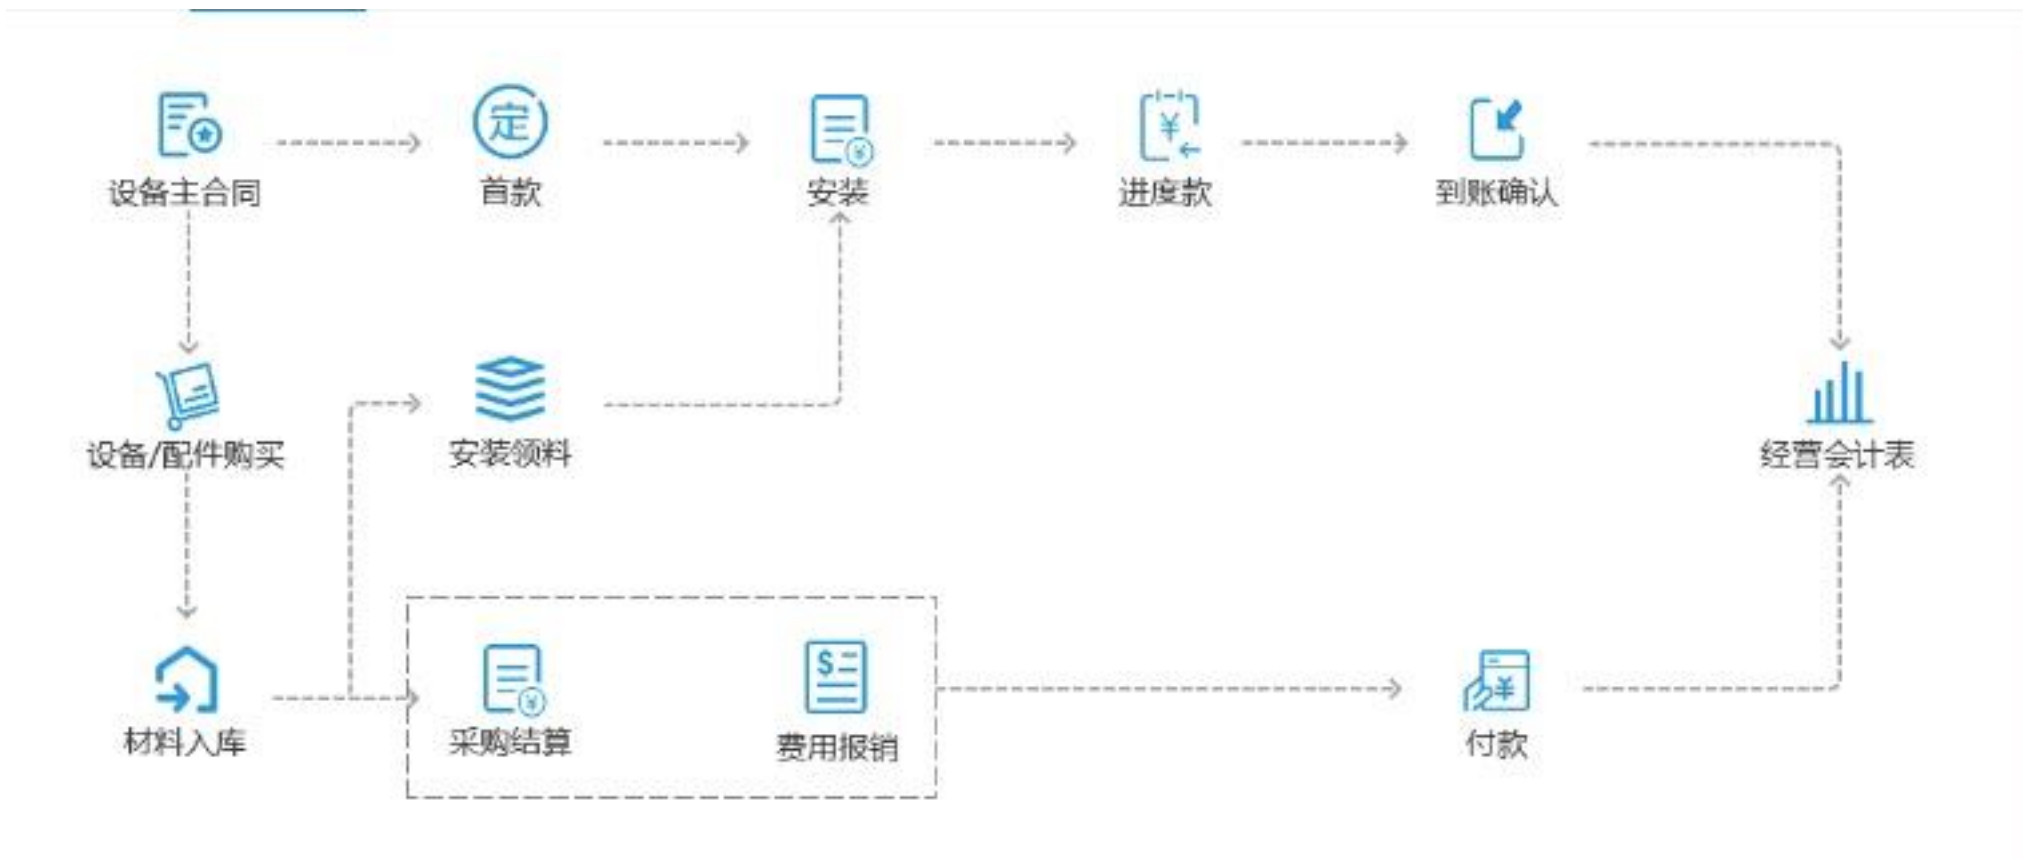 定
¥
¥
设备主合同
首款
安装
进度款
到账确认
设备/配件购买
安装领料
经营会计表
$
¥
¥
材料入库
采购结算
费用报销
付款